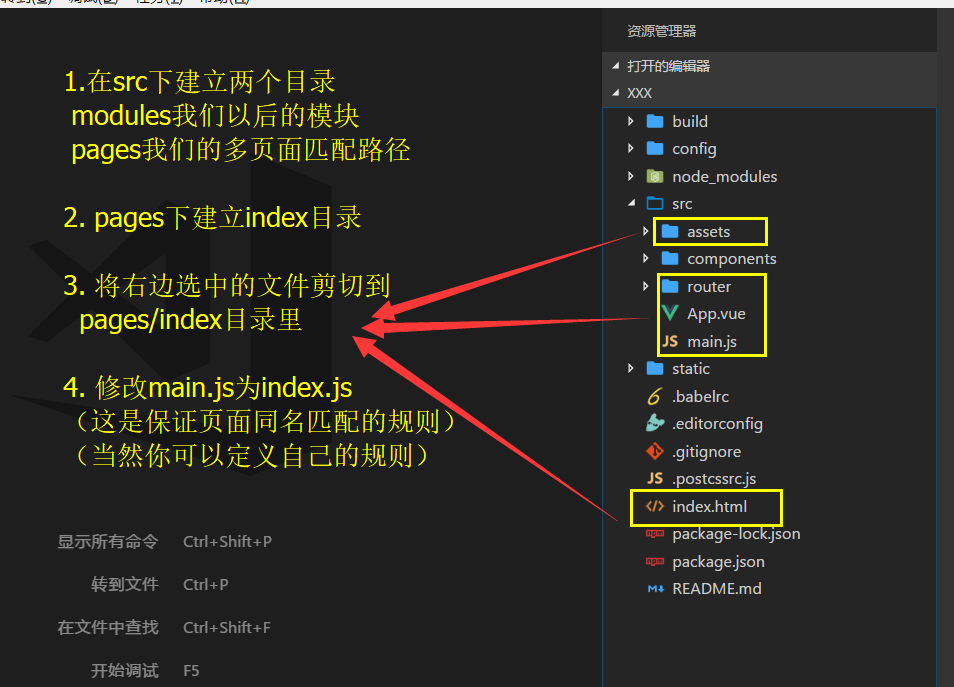 转到(G) 调试(D) 任务(T) 帮助(H)
资源管理器
打开的编辑器
XXX
build
config
node_modules
src
assets
components
router
App.vue
main.js
static
.babelrc
.editorconfig
.gitignore
.postcssrc.js
index.html
package-lock.json
package.json
README.md
1.在src下建立两个目录
modules我们以后的模块
pages我们的多页面匹配路径
2. pages下建立index目录
3. 将右边选中的文件剪切到
pages/index目录里
4. 修改main.js为index.js
（这是保证页面同名匹配的规则）
（当然你可以定义自己的规则）
显示所有命令 Ctrl+Shift+P
转到文件 Ctrl+P
在文件中查找 Ctrl+Shift+F
开始调试 F5